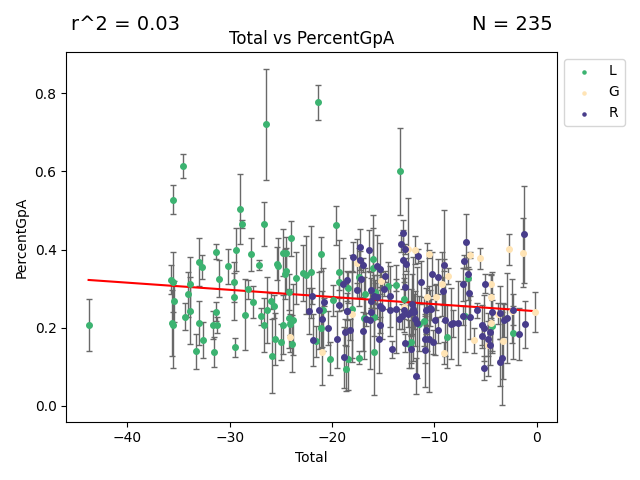 r^2 = 0.03
N = 235
Total vs PercentGpA
L
G
R
PercentGpA
0.8
0.6
0.4
0.2
0.0
−40
−30
−20
−10
0
Total